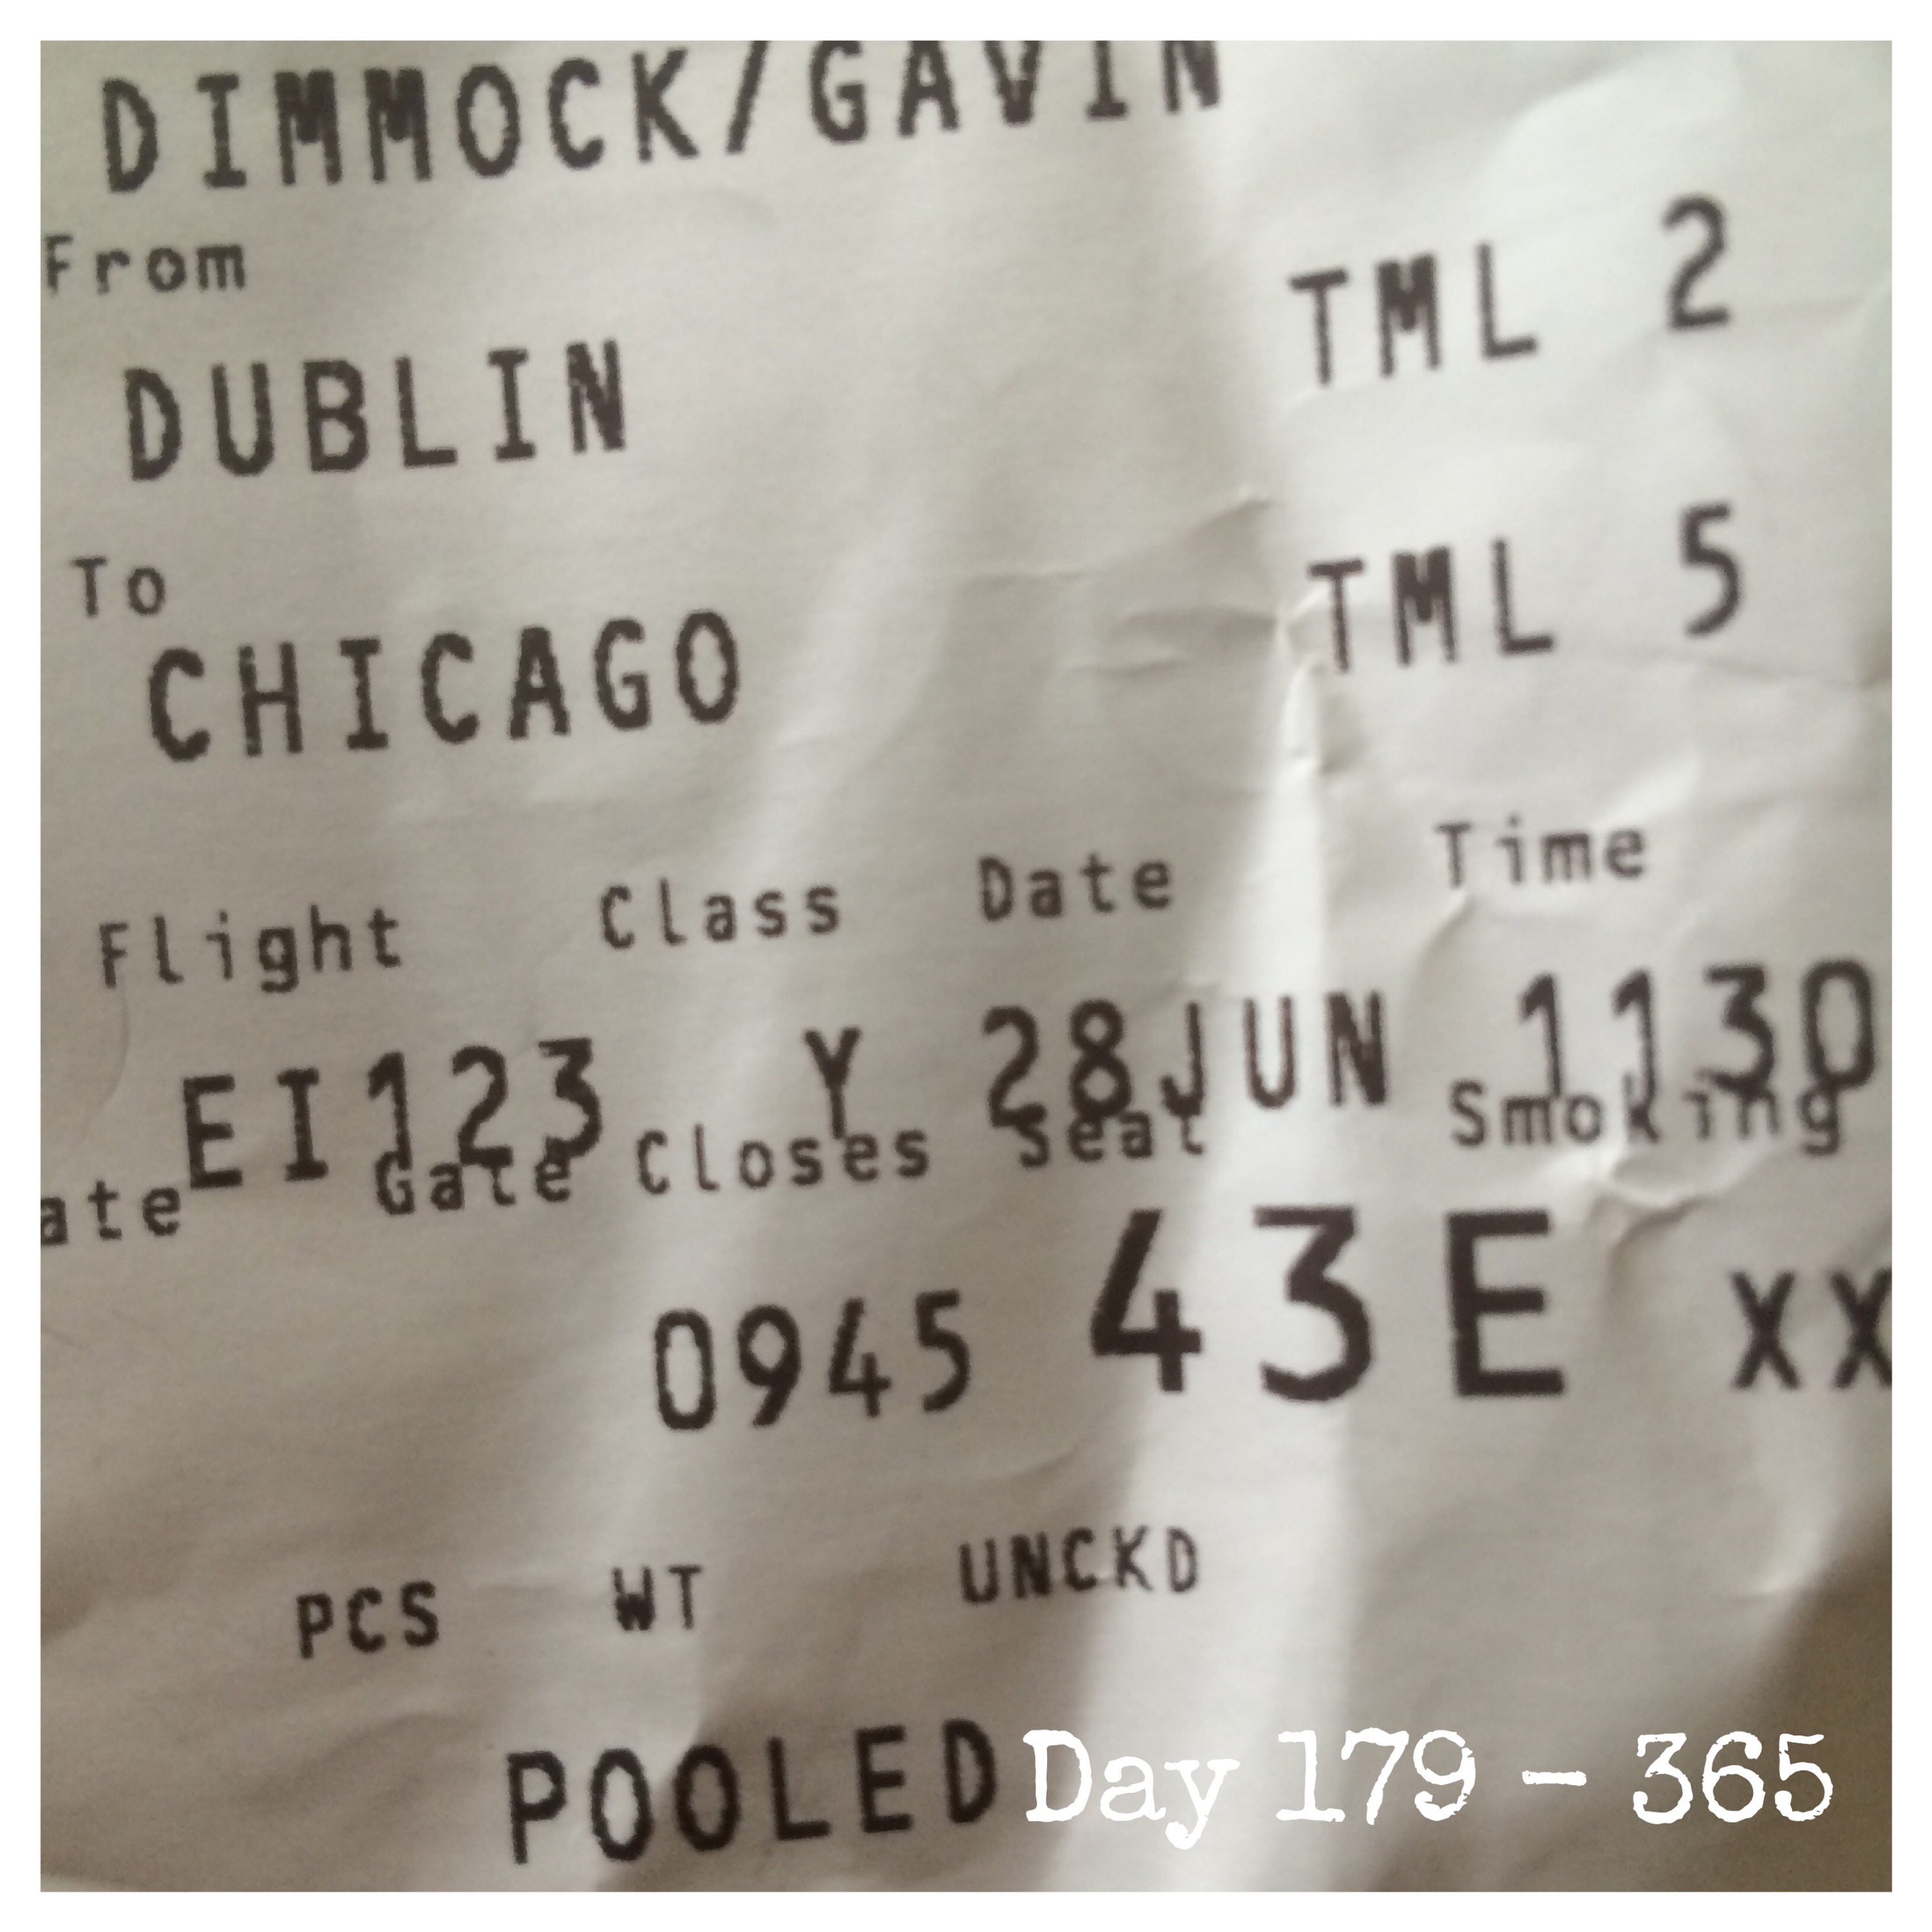 DIMMOCK/GAVIN
From
DUBLIN TML 2
To
CHICAGO TML 5
Flight Class Date Time
EI123 Y 28JUN 1130
ate Gate Closes Seat Smoking
0945 43E XX
PCS WT UNCKD
POOLED
Day 179 - 365